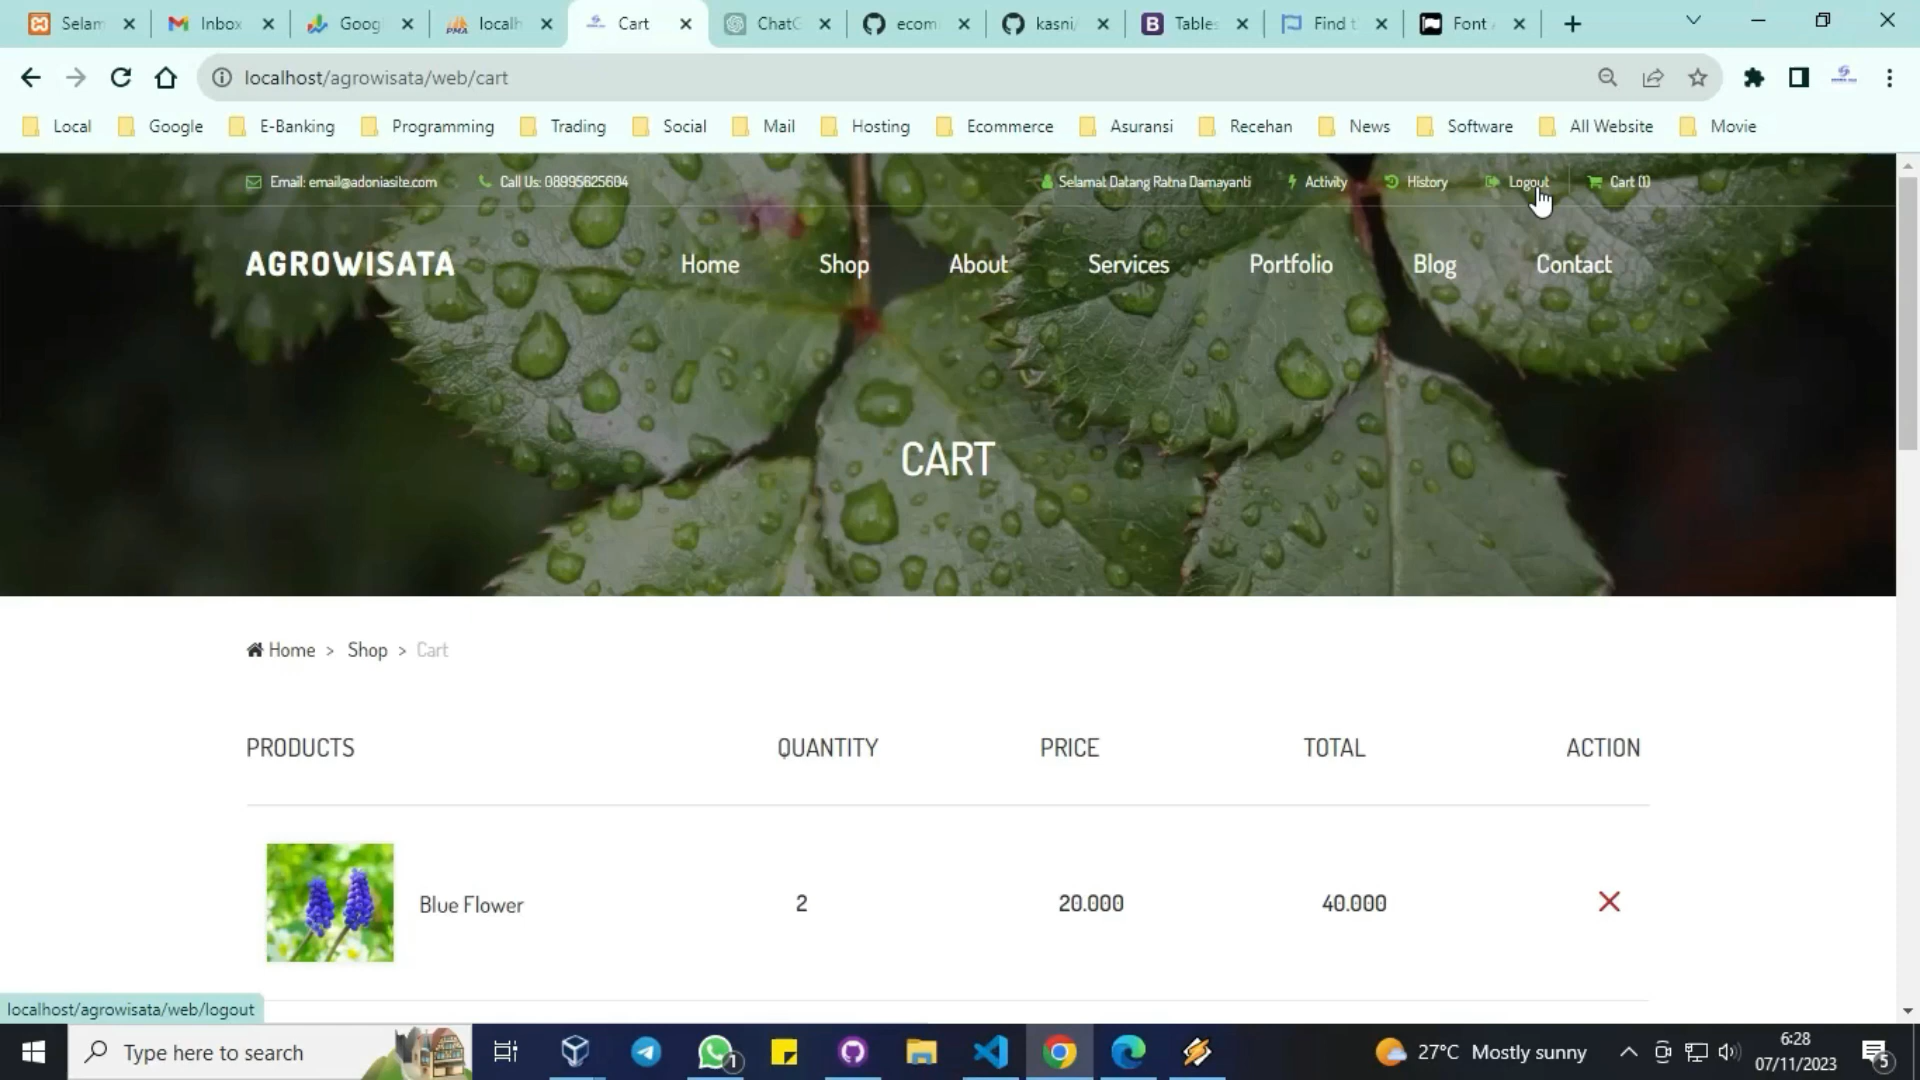 Selam
Inbox
Goog
localh
Cart
ChatG
ecom
kasni/
Tables
Find t
Font
localhost/agrowisata/web/cart
Local
Google
E-Banking
Programming
Trading
Social
Mail
Hosting
Ecommerce
Asuransi
Recehan
News
Software
All Website
Movie
Email: email@adoniasite.com
Call Us: 08995625604
Selamat Datang Ratna Damayanti
Activity
History
Logout
Cart (1)
AGROWISATA
Home
Shop
About
Services
Portfolio
Blog
Contact
CART
Home > Shop > Cart
PRODUCTS QUANTITY PRICE TOTAL ACTION
Blue Flower 2 20.000 40.000
localhost/agrowisata/web/logout
Type here to search
1
27°C Mostly sunny
6:28
07/11/2023
5